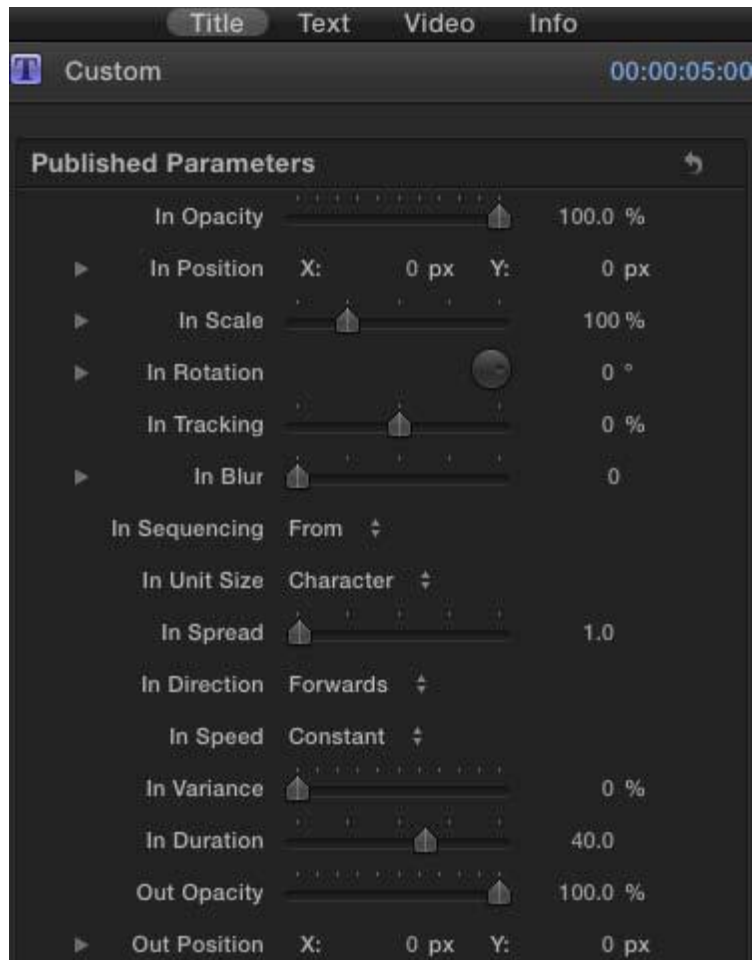 Title Text Video Info
T Custom 00:00:05:00
Published Parameters
In Opacity 100.0 %
In Position X: 0 px Y: 0 px
In Scale 100 %
In Rotation 0 °
In Tracking 0 %
In Blur 0
In Sequencing From
In Unit Size Character
In Spread 1.0
In Direction Forwards
In Speed Constant
In Variance 0 %
In Duration 40.0
Out Opacity 100.0 %
Out Position X: 0 px Y: 0 px